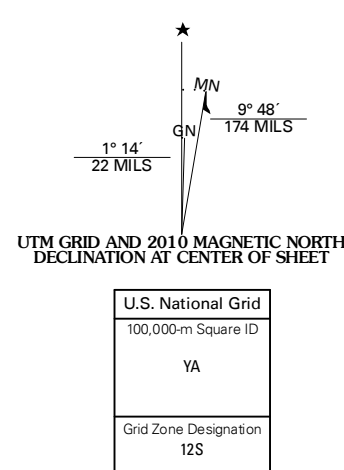 MN
9° 48´
174 MILS
GN
1° 14´
22 MILS
UTM GRID AND 2010 MAGNETIC NORTH
DECLINATION AT CENTER OF SHEET
U.S. National Grid
100,000-m Square ID
YA
Grid Zone Designation
12S